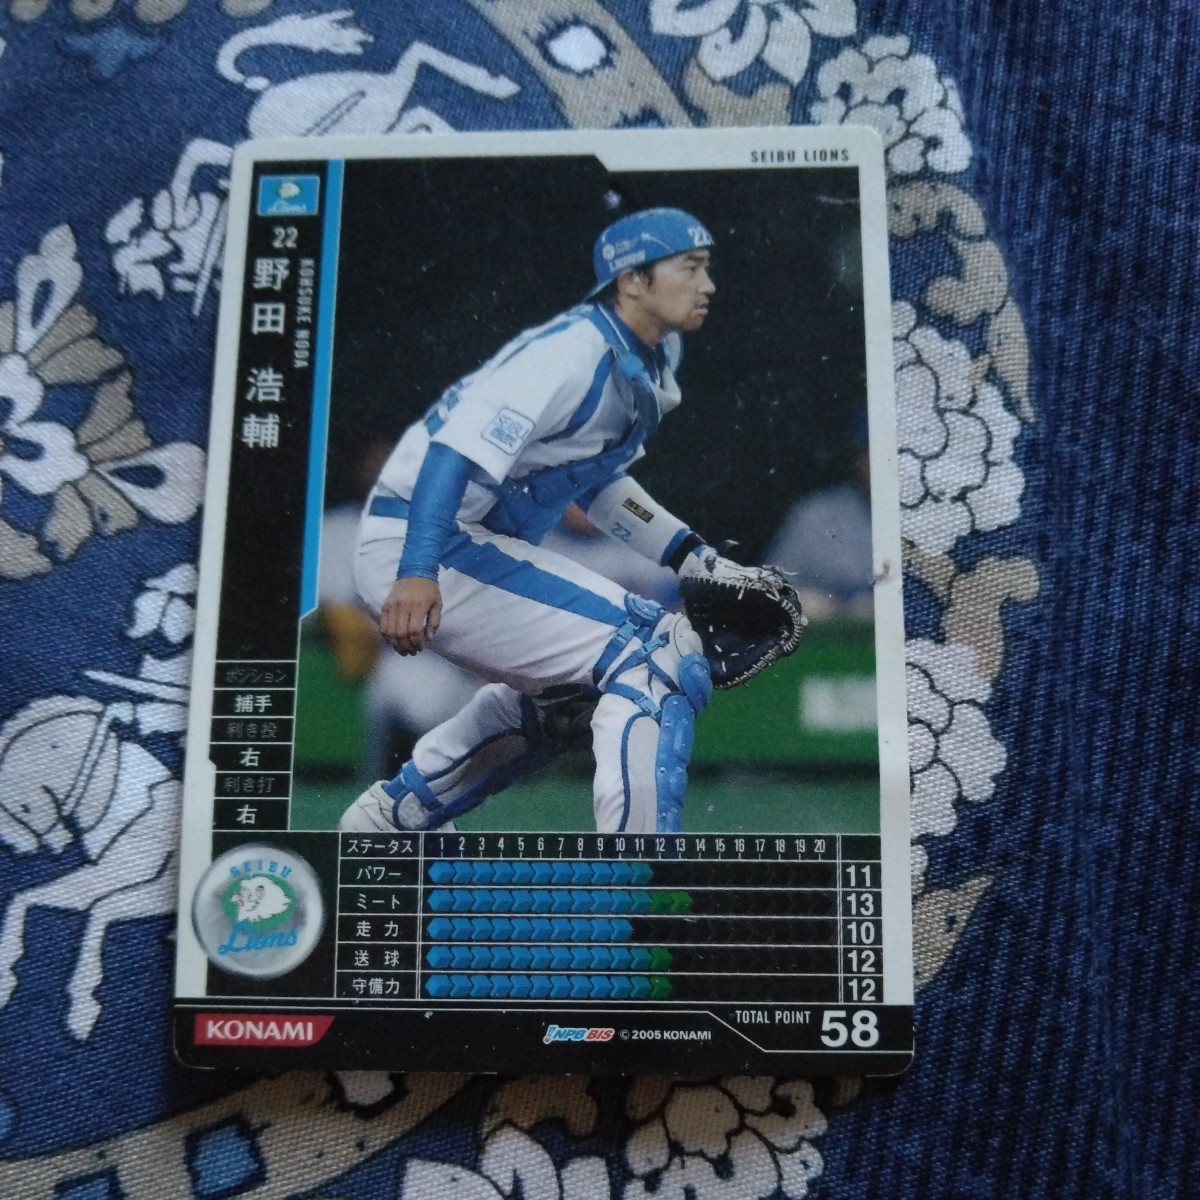 SEIBU LIONS
Lions
22
野田 浩輔
KOHSUKE NODA
22
22
ポジション
捕手
利き投
右
利き打
右
SEIBU
Lions
ステータス 1 2 3 4 5 6 7 8 9 10 11 12 13 14 15 16 17 18 19 20
パワー 11
ミート 13
走力 10
送球 12
守備力 12
KONAMI
NPB BIS © 2005 KONAMI
TOTAL POINT 58